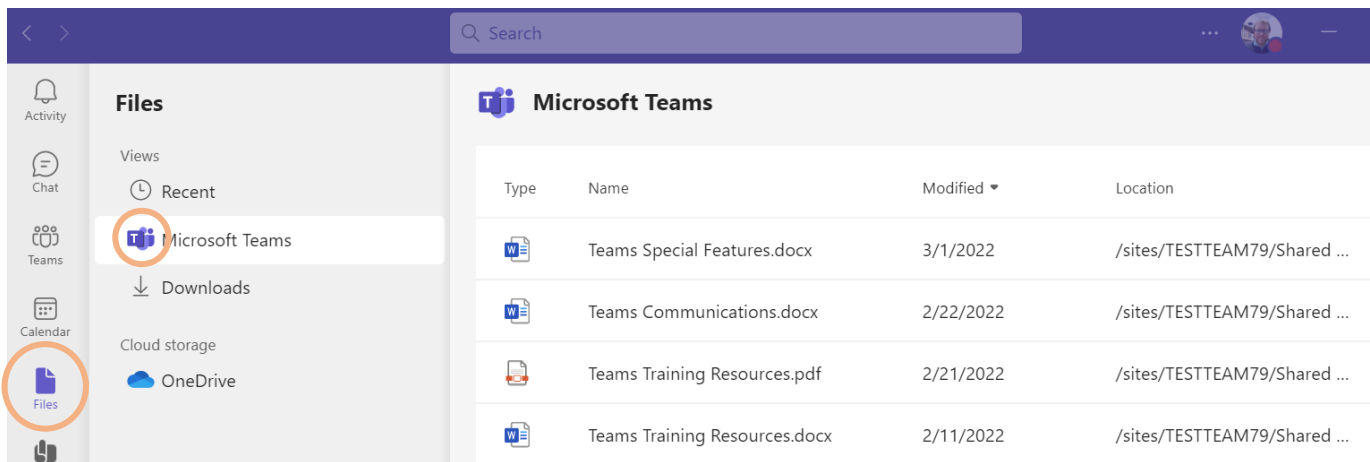 Search
Activity
Chat
Teams
Calendar
Files
Files
Views
Recent
Microsoft Teams
Downloads
Cloud storage
OneDrive
Microsoft Teams
Type Name Modified Location
Teams Special Features.docx 3/1/2022 /sites/TESTTEAM79/Shared ...
Teams Communications.docx 2/22/2022 /sites/TESTTEAM79/Shared ...
Teams Training Resources.pdf 2/21/2022 /sites/TESTTEAM79/Shared ...
Teams Training Resources.docx 2/11/2022 /sites/TESTTEAM79/Shared ...